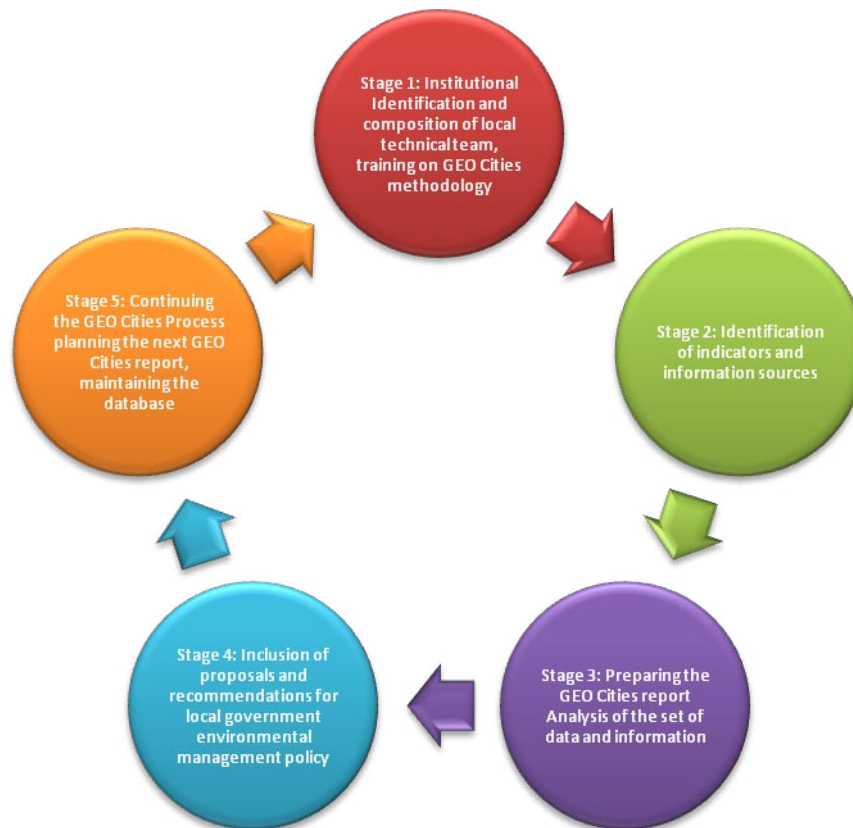 Stage 1: Institutional
Identification and
composition of local
technical team,
training on GEO Cities
methodology
Stage 2: Identification
of indicators and
information sources
Stage 3: Preparing the
GEO Cities report
Analysis of the set of
data and information
Stage 4: Inclusion of
proposals and
recommendations for
local government
environmental
management policy
Stage 5: Continuing
the GEO Cities Process
planning the next GEO
Cities report,
maintaining the
database